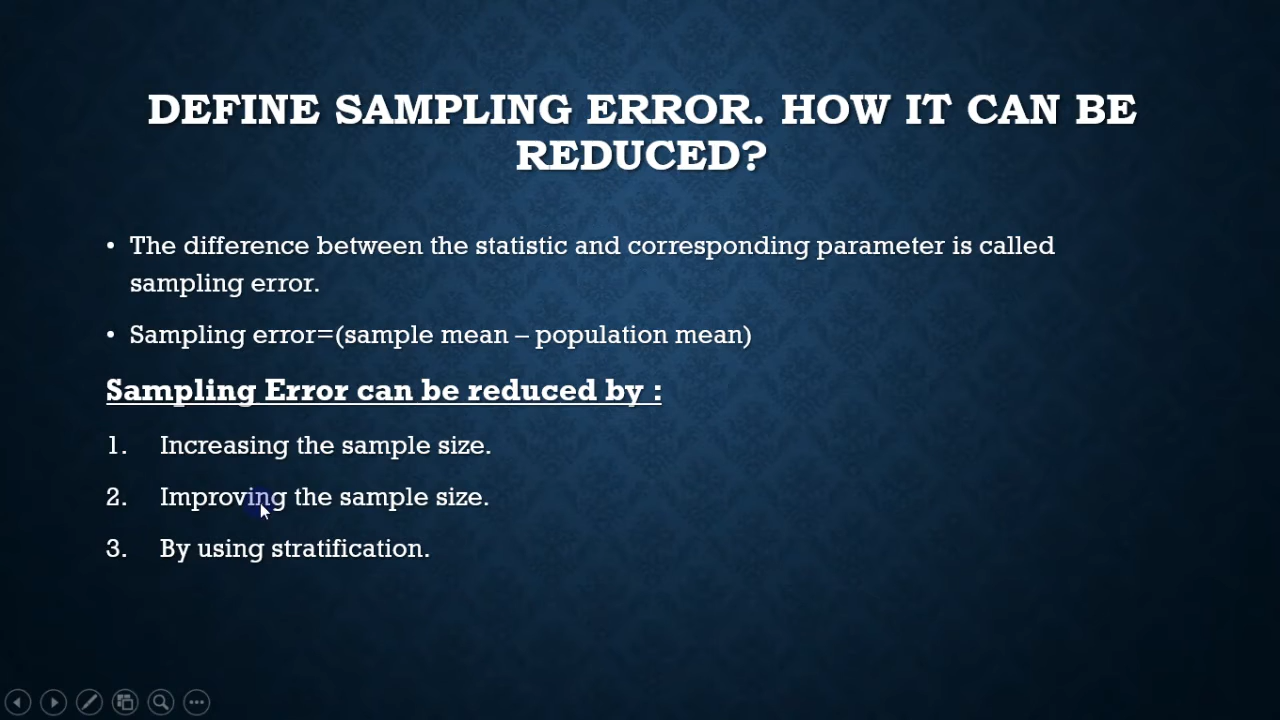 DEFINE SAMPLING ERROR. HOW IT CAN BE
REDUCED?
• The difference between the statistic and corresponding parameter is called
sampling error.
• Sampling error=(sample mean – population mean)
Sampling Error can be reduced by :
1. Increasing the sample size.
2. Improving the sample size.
3. By using stratification.